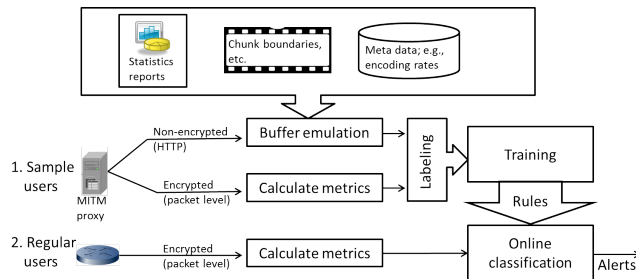 Statistics
reports
Chunk boundaries,
etc.
Meta data; e.g.,
encoding rates
Non-encrypted
(HTTP)
Buffer emulation
1. Sample
users
MITM
proxy
Encrypted
(packet level)
Calculate metrics
Labeling
Training
Rules
2. Regular
users
Encrypted
(packet level)
Calculate metrics
Online
classification
Alerts